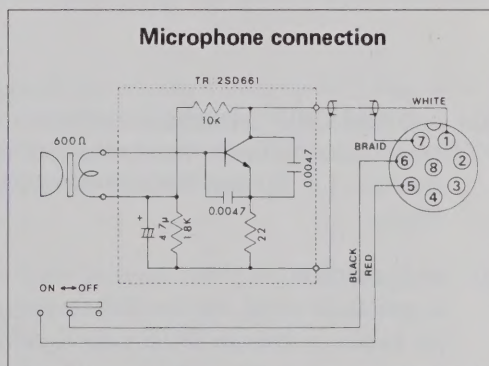 Microphone connection
TR 2SD661
10K
WHITE
600Ω
BRAID
7
1
6
8
2
5
4
3
0.0047
0.0047
+
4.7µ
1.8K
22
BLACK
RED
ON ↔ OFF